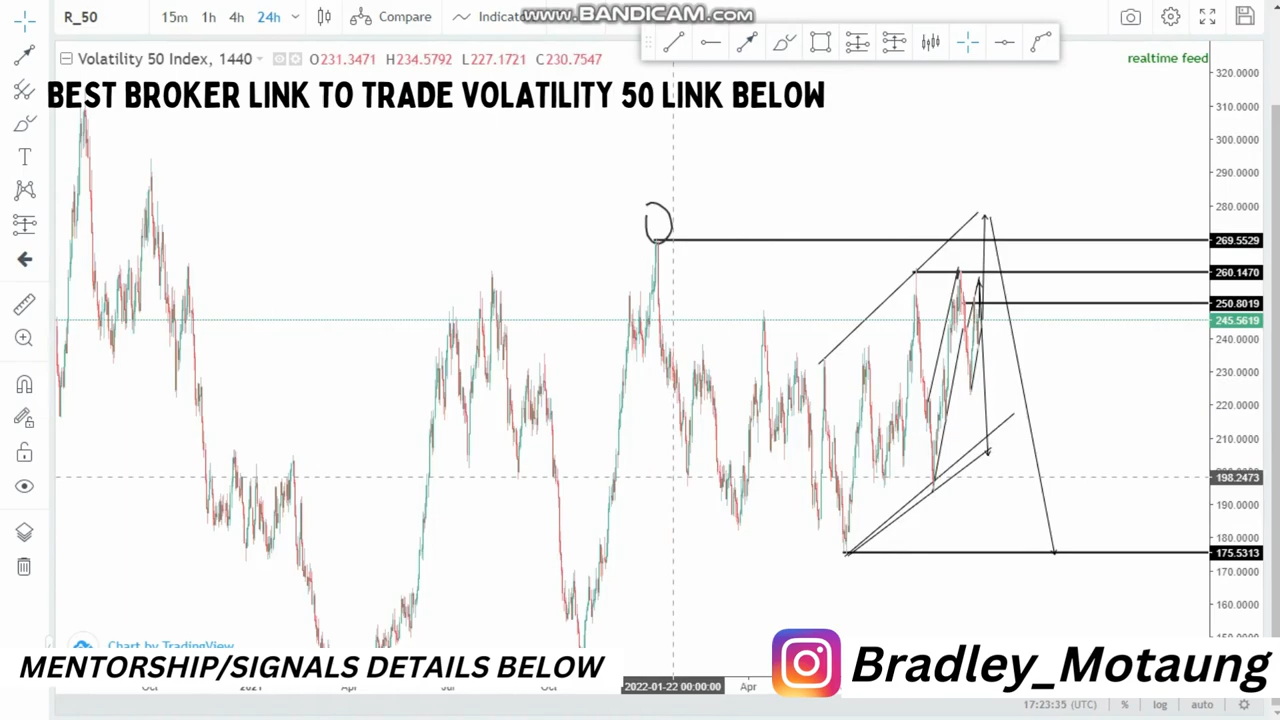 R_50 15m 1h 4h 24h Compare Indicato
www.BANDICAM.com
Volatility 50 Index, 1440 O231.3471 H234.5792 L227.1721 C230.7547
realtime feed
BEST BROKER LINK TO TRADE VOLATILITY 50 LINK BELOW
320.0000
310.0000
300.0000
290.0000
280.0000
269.5529
260.1470
250.8019
245.5619
230.0000
220.0000
210.0000
198.2473
190.0000
180.0000
175.5313
170.0000
160.0000
Chart by TradingView
MENTORSHIP/SIGNALS DETAILS BELOW
Bradley_Motaung
Oct 2021 Apr Jul Oct 2022-01-22 00:00:00 Apr
17:23:35 (UTC) % log auto